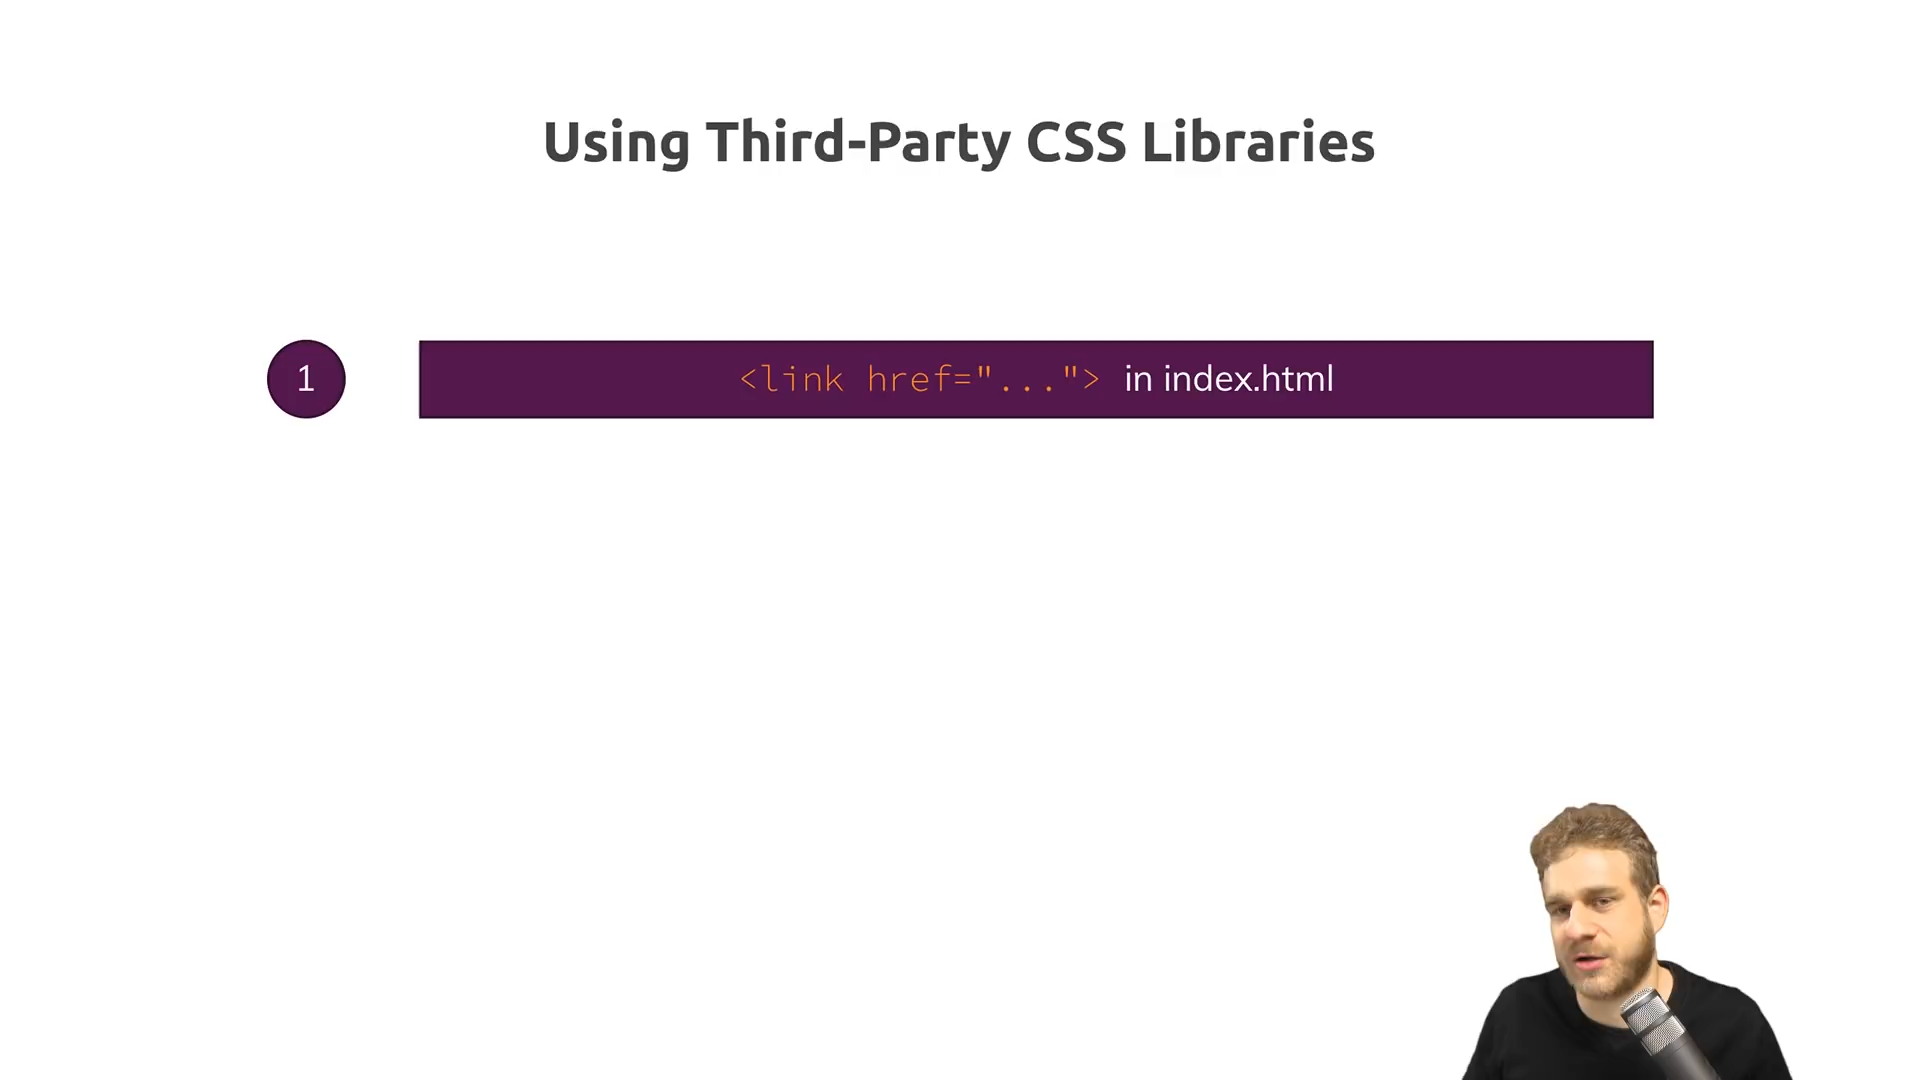 Using Third-Party CSS Libraries
1
<link href="..."> in index.html